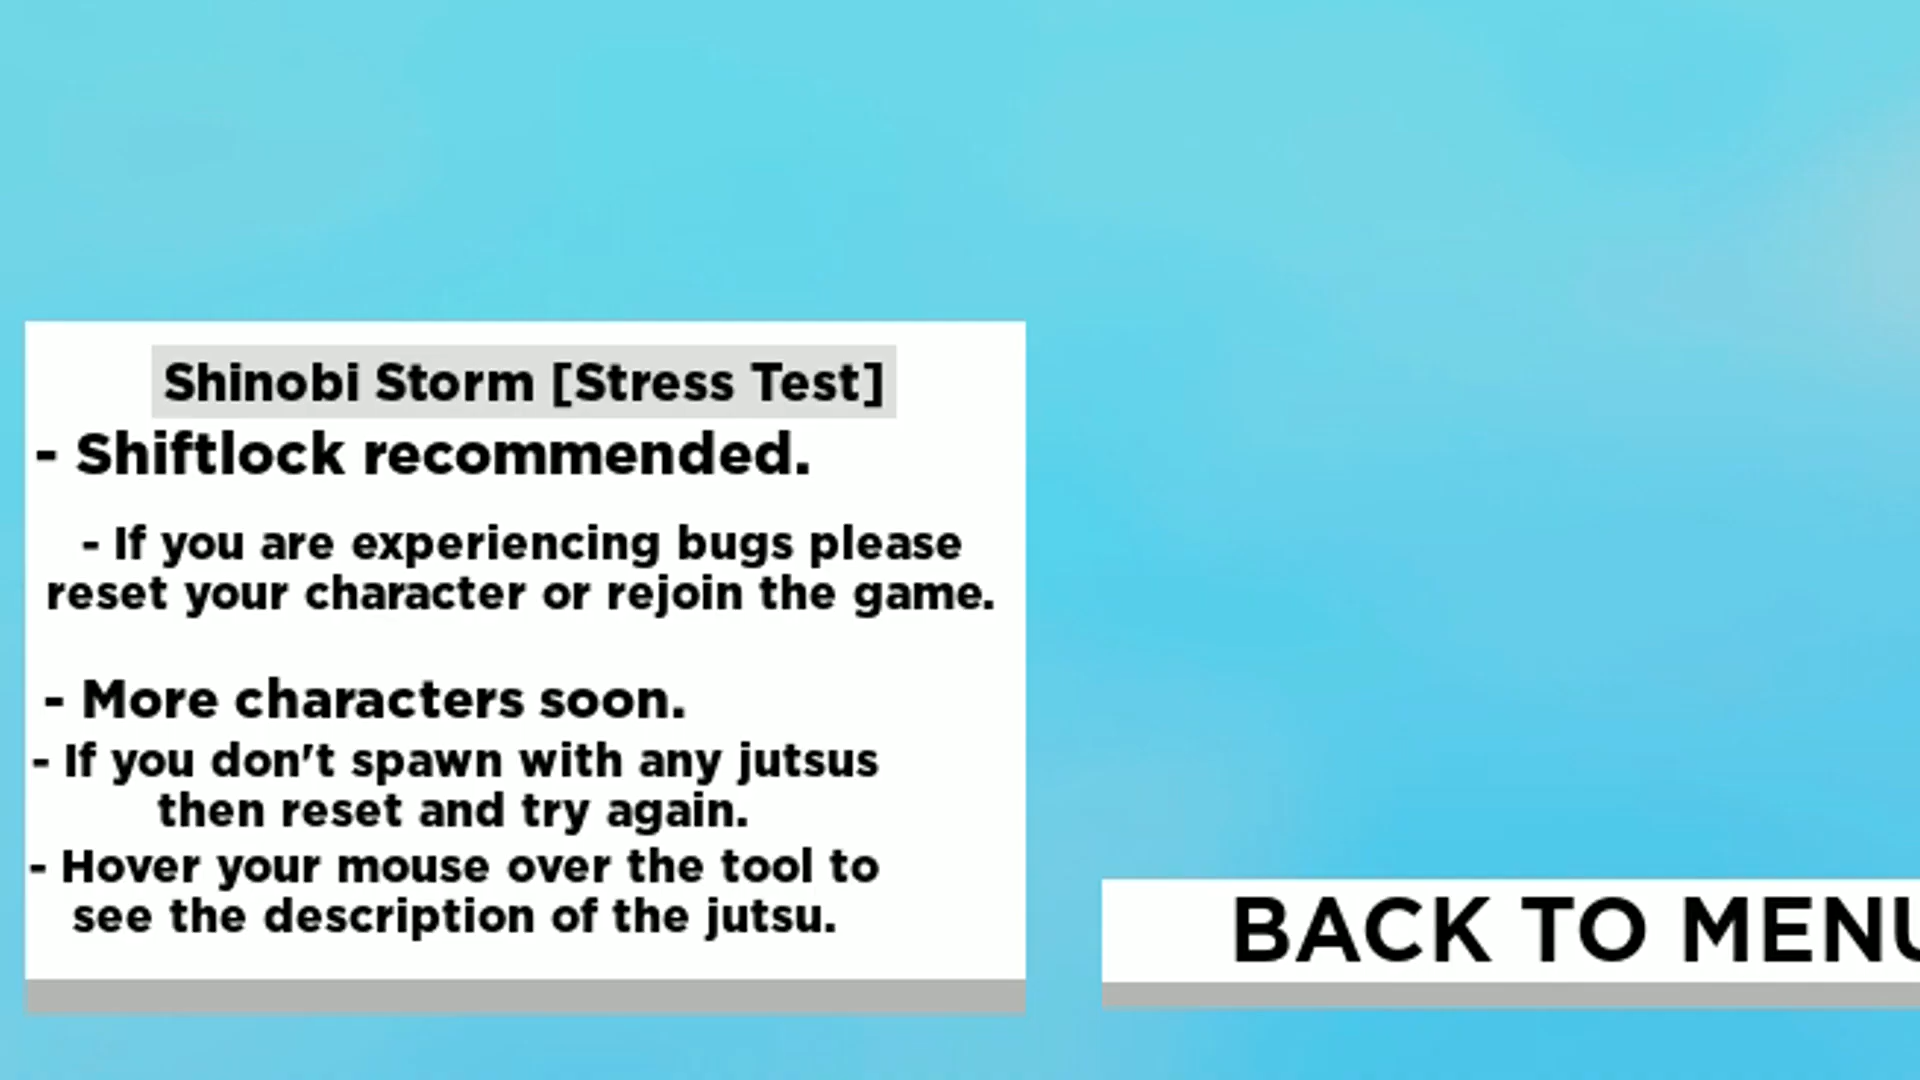 Shinobi Storm [Stress Test]
- Shiftlock recommended.
- If you are experiencing bugs please
reset your character or rejoin the game.
- More characters soon.
- If you don't spawn with any jutsus
then reset and try again.
- Hover your mouse over the tool to
see the description of the jutsu.
BACK TO MENU